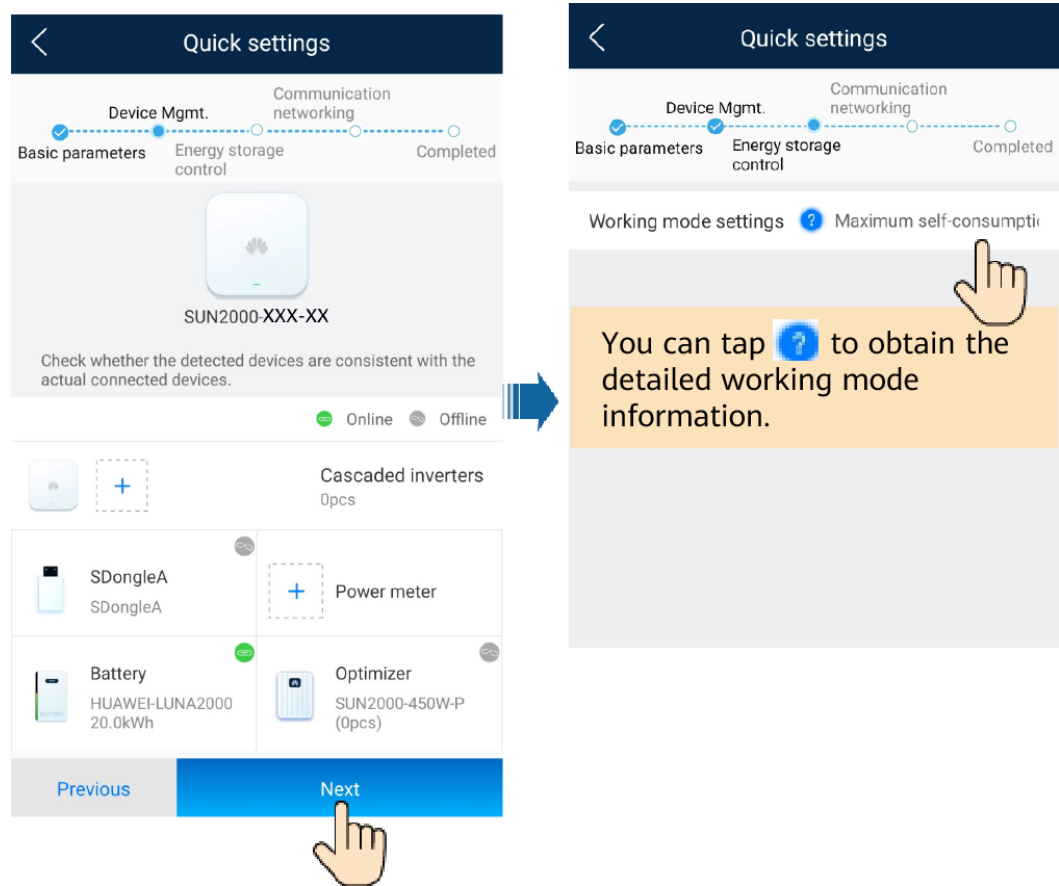 Quick settings
Communication
Device Mgmt. networking
Basic parameters Energy storage Completed
control
SUN2000-XXX-XX
Check whether the detected devices are consistent with the
actual connected devices.
Online Offline
Cascaded inverters
0pcs
SDongleA
SDongleA
+ Power meter
Battery
HUAWEI-LUNA2000
20.0kWh
Optimizer
SUN2000-450W-P
(0pcs)
Previous Next
Quick settings
Communication
Device Mgmt. networking
Basic parameters Energy storage Completed
control
Working mode settings ? Maximum self-consumpti
You can tap ? to obtain the
detailed working mode
information.